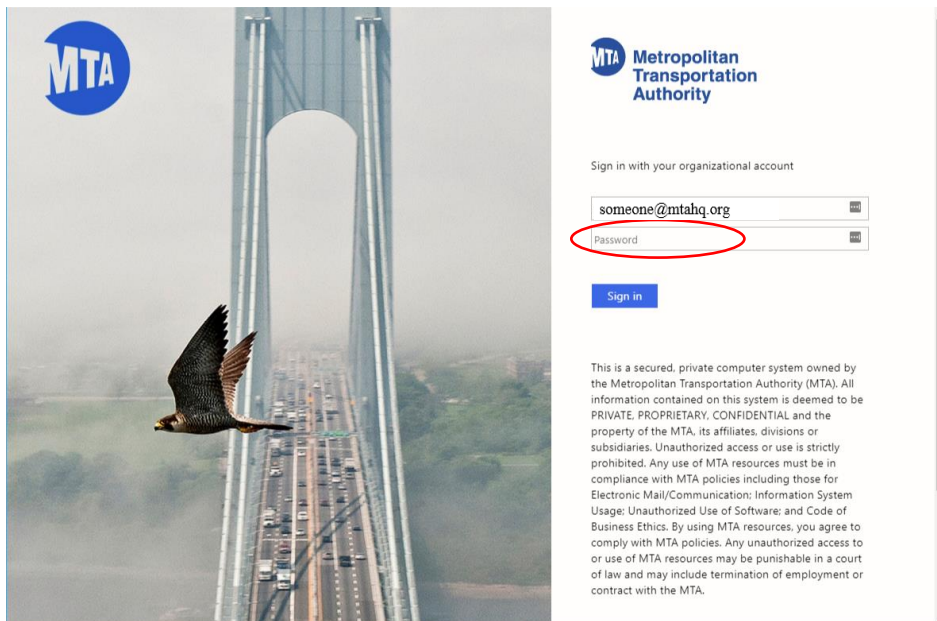 MTA
MTA
Metropolitan
Transportation
Authority
Sign in with your organizational account
someone@mtahq.org
Password
Sign in
This is a secured, private computer system owned by
the Metropolitan Transportation Authority (MTA). All
information contained on this system is deemed to be
PRIVATE, PROPRIETARY, CONFIDENTIAL and the
property of the MTA, its affiliates, divisions or
subsidiaries. Unauthorized access or use is strictly
prohibited. Any use of MTA resources must be in
compliance with MTA policies including those for
Electronic Mail/Communication; Information System
Usage; Unauthorized Use of Software; and Code of
Business Ethics. By using MTA resources, you agree to
comply with MTA policies. Any unauthorized access to
or use of MTA resources may be punishable in a court
of law and may include termination of employment or
contract with the MTA.